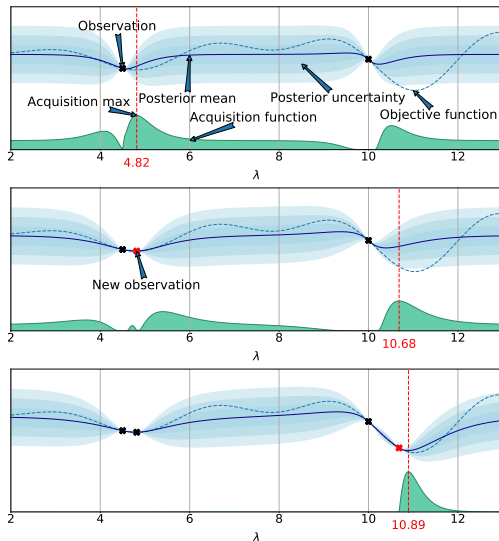 Observation
Acquisition max
Posterior mean
Posterior uncertainty
Acquisition function
Objective function
2 4 6 8 10 12
4.82
λ
New observation
2 4 6 8 10 12
10.68
λ
2 4 6 8 10 12
10.89
λ